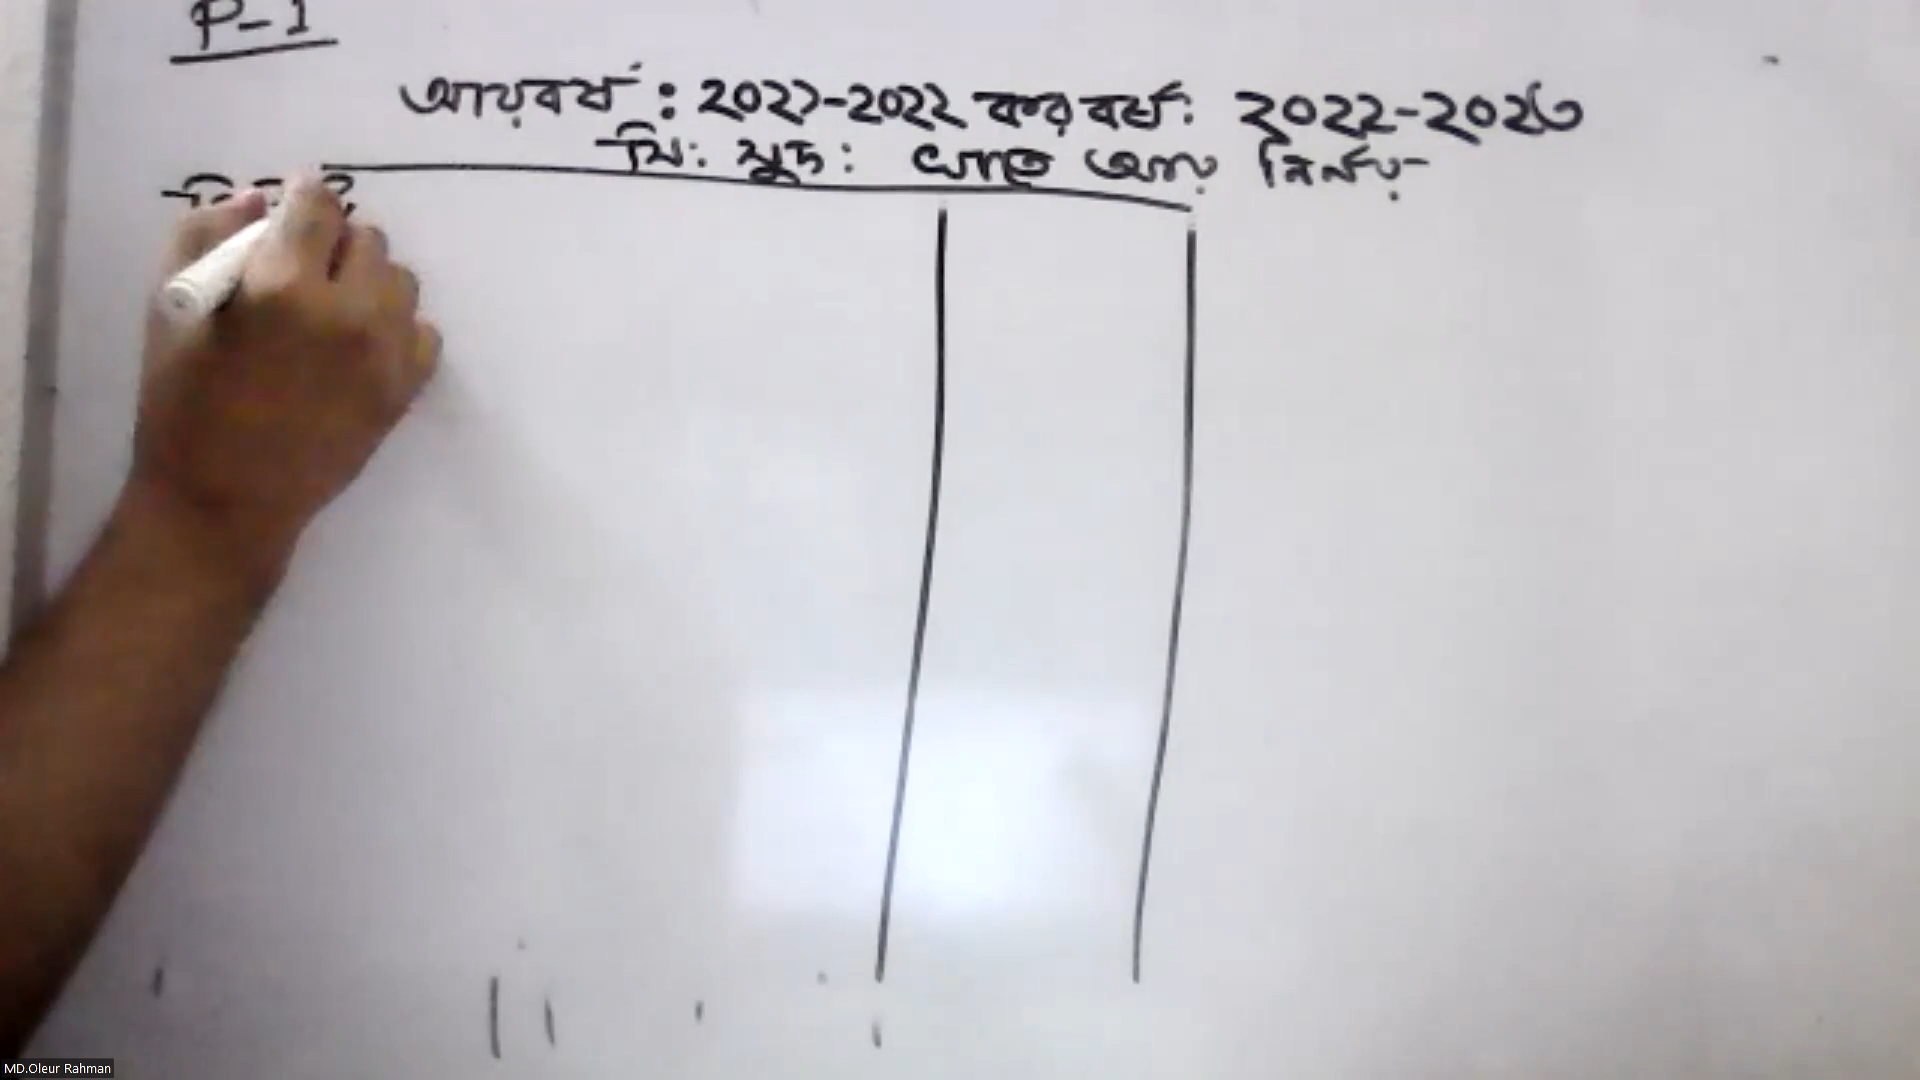 P-1
আয়বর্ষ : ২০২১-২০২২ করবর্ষ: ২০২২-২০২৩
মি: সুদ: খাতে আয় নির্ণয়
MD.Oleur Rahman